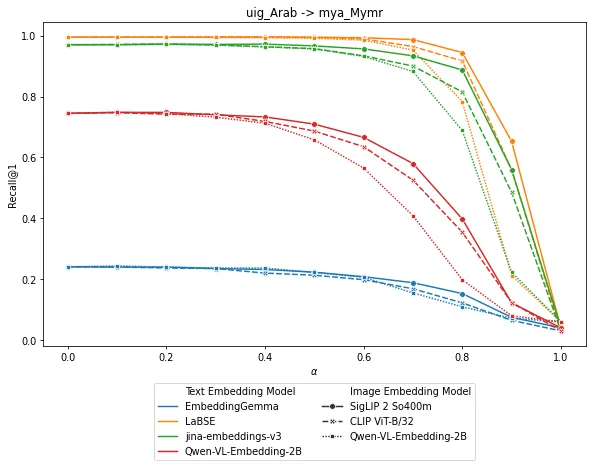 uig_Arab -> mya_Mymr
Recall@1
1.0
0.8
0.6
0.4
0.2
0.0
0.0 0.2 0.4 0.6 0.8 1.0
α
Text Embedding Model
EmbeddingGemma
LaBSE
jina-embeddings-v3
Qwen-VL-Embedding-2B
Image Embedding Model
SigLIP 2 So400m
CLIP ViT-B/32
Qwen-VL-Embedding-2B